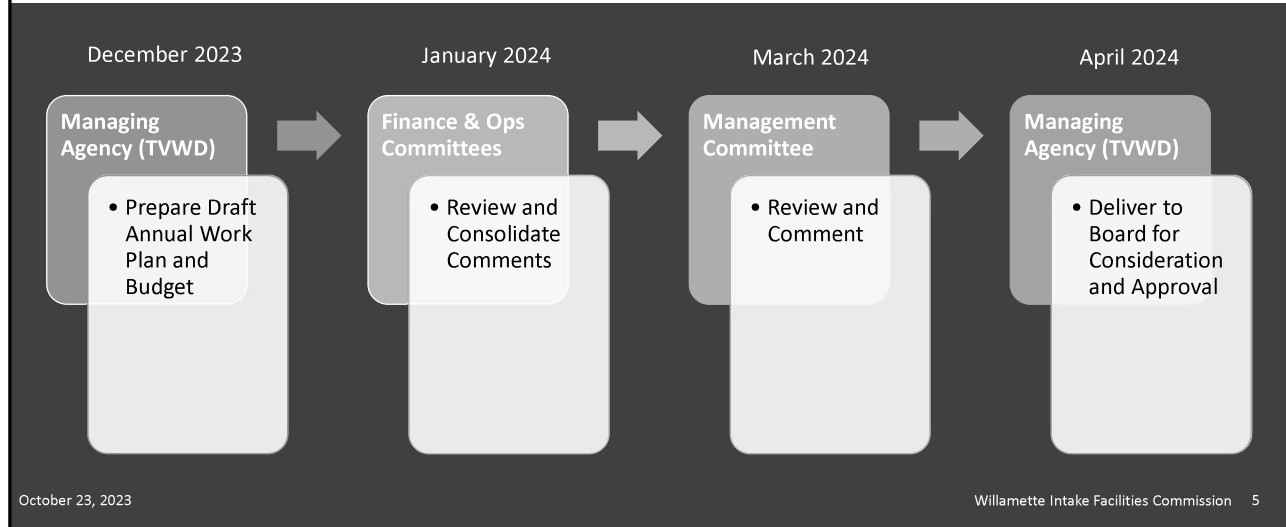 December 2023
January 2024
March 2024
April 2024
Managing
Agency (TVWD)
• Prepare Draft
Annual Work
Plan and
Budget
Finance & Ops
Committees
• Review and
Consolidate
Comments
Management
Committee
• Review and
Comment
Managing
Agency (TVWD)
• Deliver to
Board for
Consideration
and Approval
October 23, 2023
Willamette Intake Facilities Commission 5